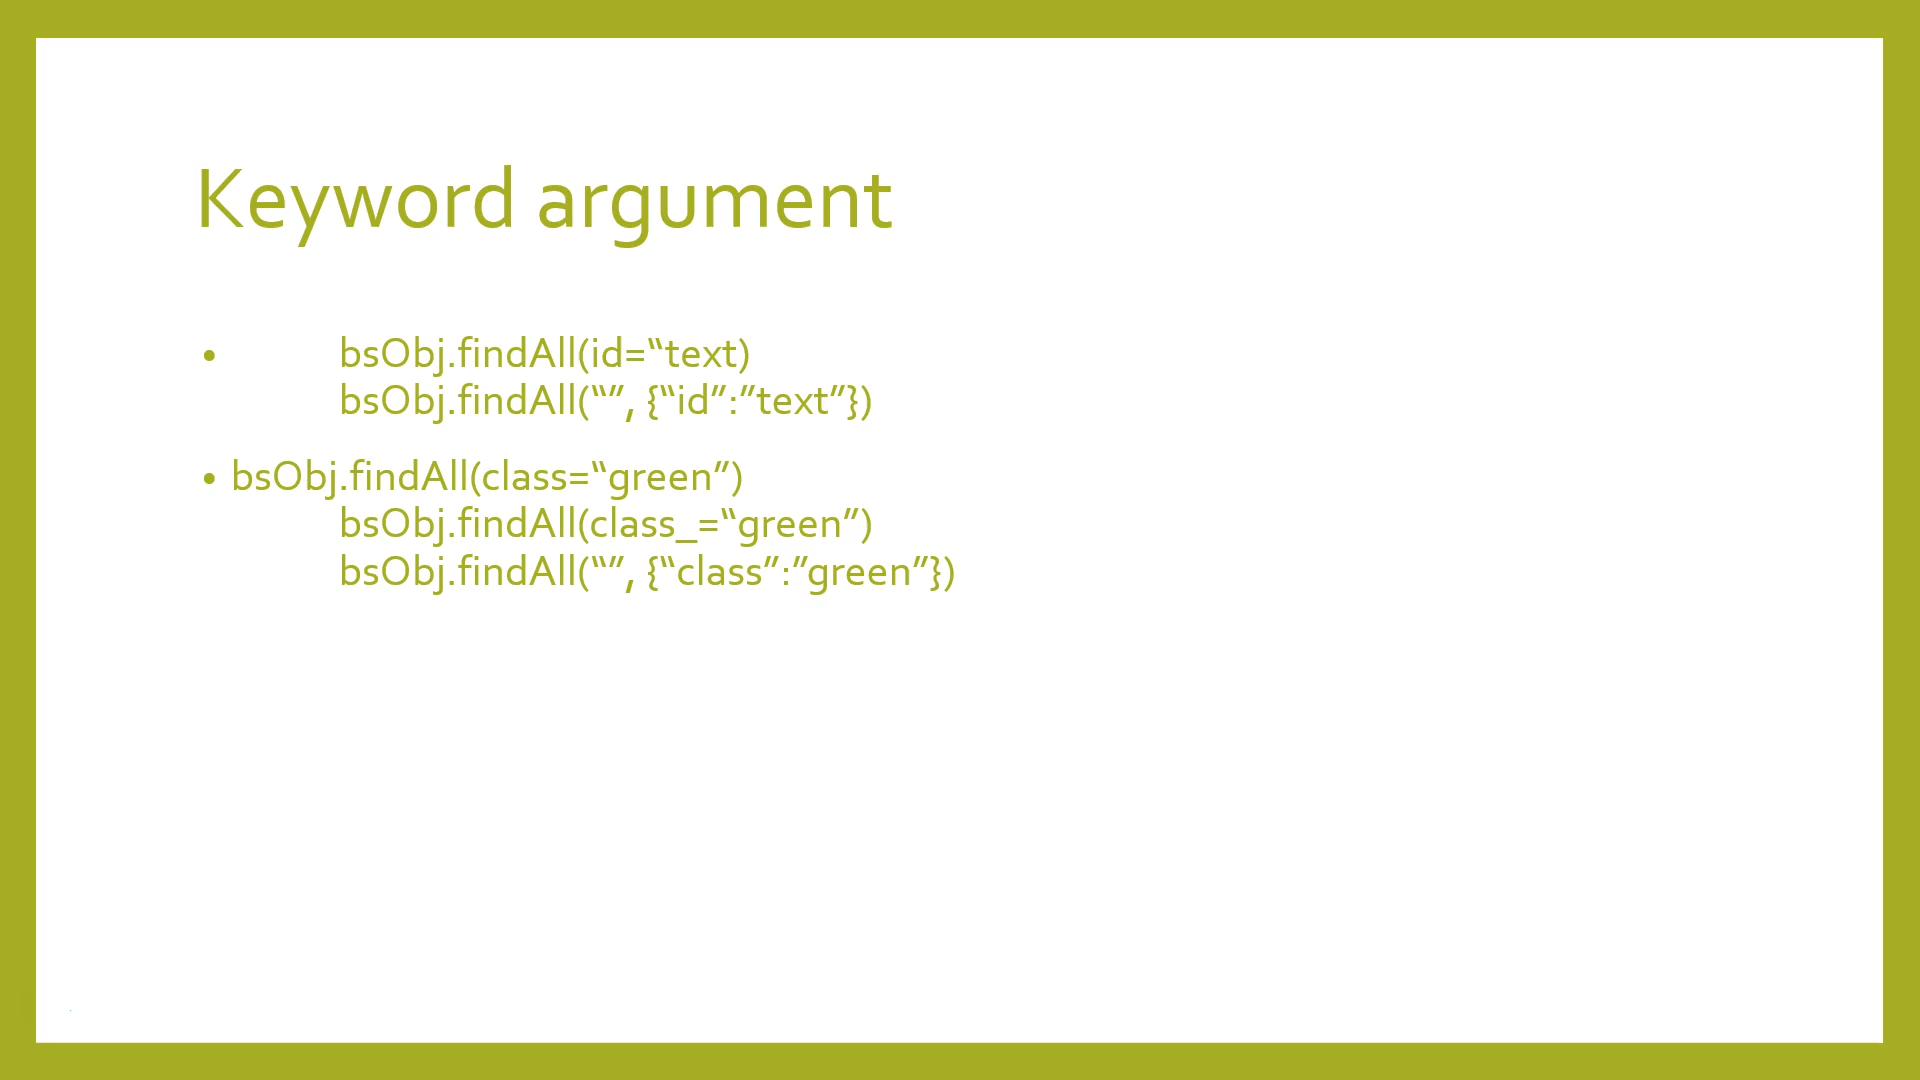 Keyword argument
• bsObj.findAll(id=“text)
bsObj.findAll(“”, {“id”:”text”})
• bsObj.findAll(class=“green”)
bsObj.findAll(class_=“green”)
bsObj.findAll(“”, {“class”:”green”})